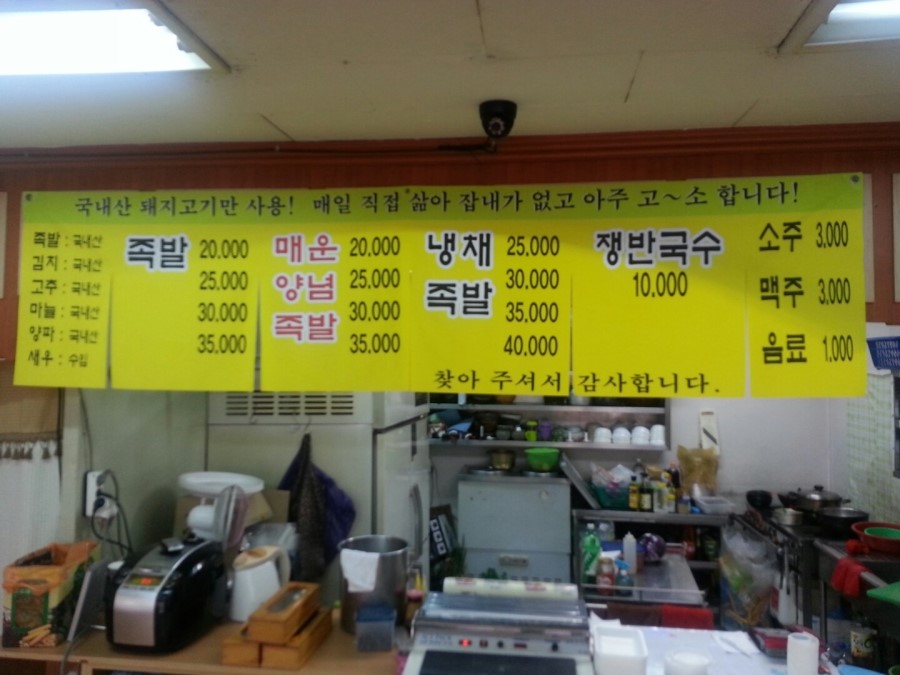 국내산 돼지고기만 사용! 매일 직접 삶아 잡내가 없고 아주 고~소 합니다!
족발 : 국내산
김치 : 국내산
고추 : 국내산
마늘 : 국내산
양파 : 국내산
새우 : 수입
족발 20.000
25.000
30.000
35.000
매운 20.000
양념 25.000
족발 30.000
35.000
냉채 25.000
족발 30.000
35.000
40.000
쟁반국수
10.000
소주 3,000
맥주 3,000
음료 1,000
찾아 주셔서 감사합니다.